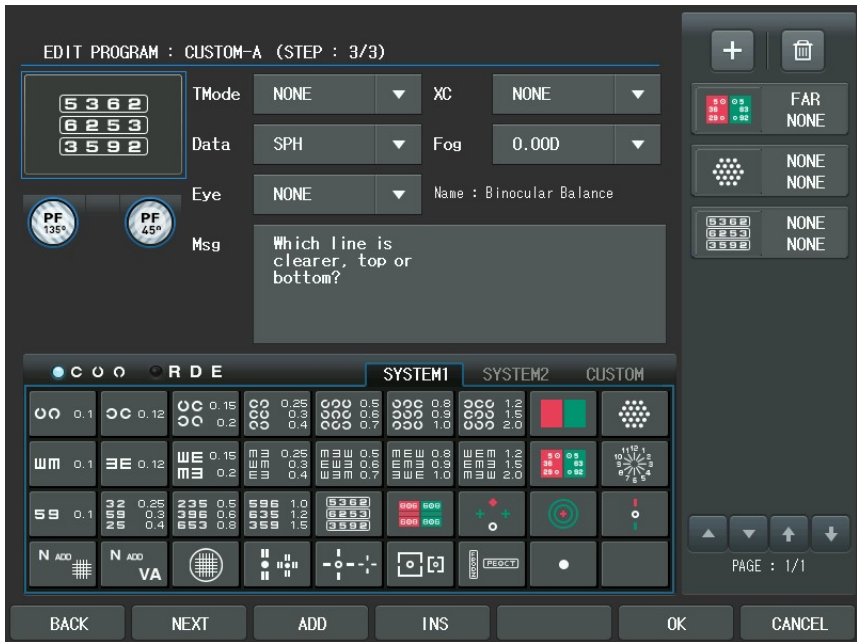 EDIT PROGRAM : CUSTOM-A (STEP : 3/3)
5362
6253
3592
TMode NONE XC NONE
Data SPH Fog 0.00D
Eye NONE Name : Binocular Balance
PF 135° PF 45°
Msg Which line is
clearer, top or
bottom?
FAR
NONE
NONE
NONE
5362
6253
3592
NONE
NONE
RDE
SYSTEM1 SYSTEM2 CUSTOM
0.1 0.12 0.15 0.2 0.25 0.3 0.4 0.5 0.6 0.7 0.8 0.9 1.0 1.2 1.5 2.0
0.1 0.12 0.15 0.2 0.25 0.3 0.4 0.5 0.6 0.7 0.8 0.9 1.0 1.2 1.5 2.0
59 0.1
32 0.25
59 0.3
25 0.4
235 0.5
396 0.6
653 0.8
596 1.0
635 1.2
359 1.5
5362
6253
3592
N ADD
N ADD VA
PAGE : 1/1
BACK NEXT ADD INS OK CANCEL